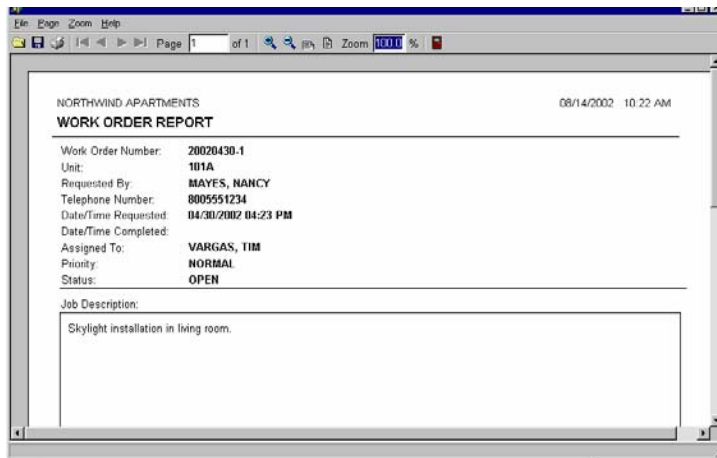 File Page Zoom Help
Page 1 of 1 Zoom 100.0 %
NORTHWIND APARTMENTS 08/14/2002 10:22 AM
WORK ORDER REPORT
Work Order Number: 20020430-1
Unit: 101A
Requested By: MAYES, NANCY
Telephone Number: 8005551234
Date/Time Requested: 04/30/2002 04:23 PM
Date/Time Completed:
Assigned To: VARGAS, TIM
Priority: NORMAL
Status: OPEN
Job Description:
Skylight installation in living room.